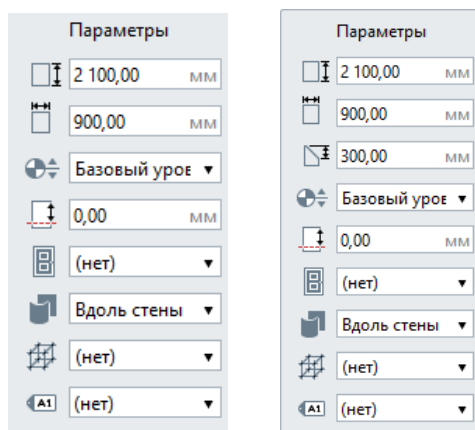 Параметры
2 100,00 мм
900,00 мм
Базовый уров
0,00 мм
(нет)
Вдоль стены
(нет)
A1 (нет)
Параметры
2 100,00 мм
900,00 мм
300,00 мм
Базовый уров
0,00 мм
(нет)
Вдоль стены
(нет)
A1 (нет)